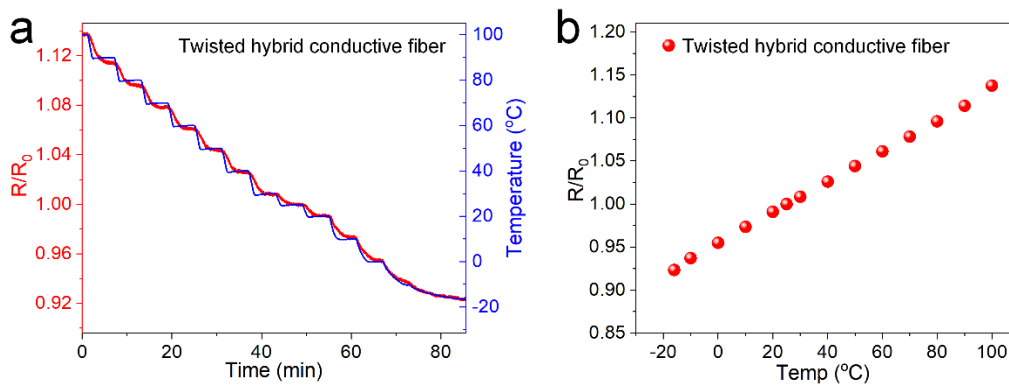 a
Twisted hybrid conductive fiber
R/R₀
1.12
1.08
1.04
1.00
0.96
0.92
100
80
60
40
20
0
-20
Temperature (ºC)
0 20 40 60 80
Time (min)
b
Twisted hybrid conductive fiber
R/R₀
1.20
1.15
1.10
1.05
1.00
0.95
0.90
0.85
-20 0 20 40 60 80 100
Temp (ºC)